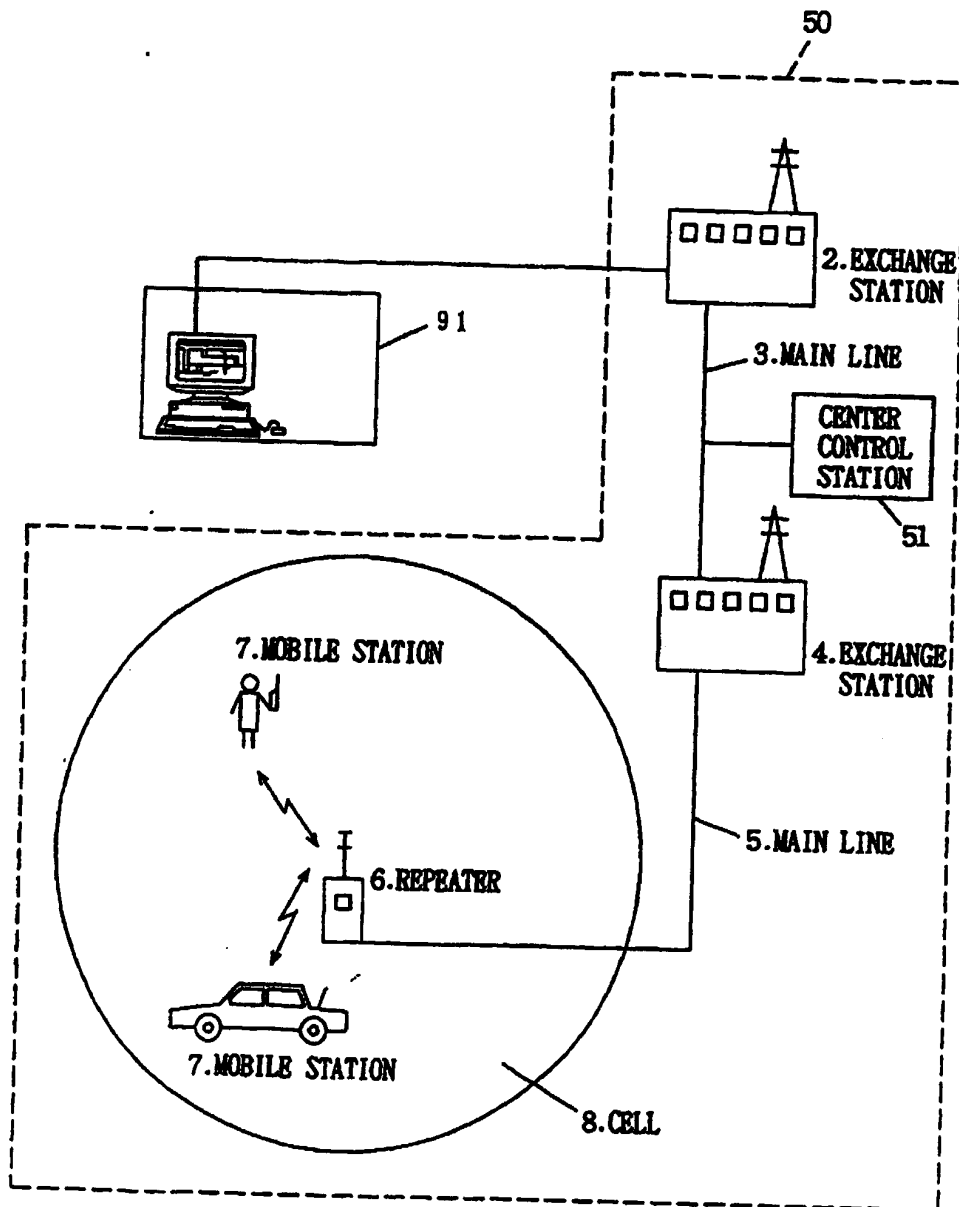 50
2.EXCHANGE
STATION
91
3.MAIN LINE
CENTER
CONTROL
STATION
51
7.MOBILE STATION
4.EXCHANGE
STATION
5.MAIN LINE
6.REPEATER
7.MOBILE STATION
8.CELL